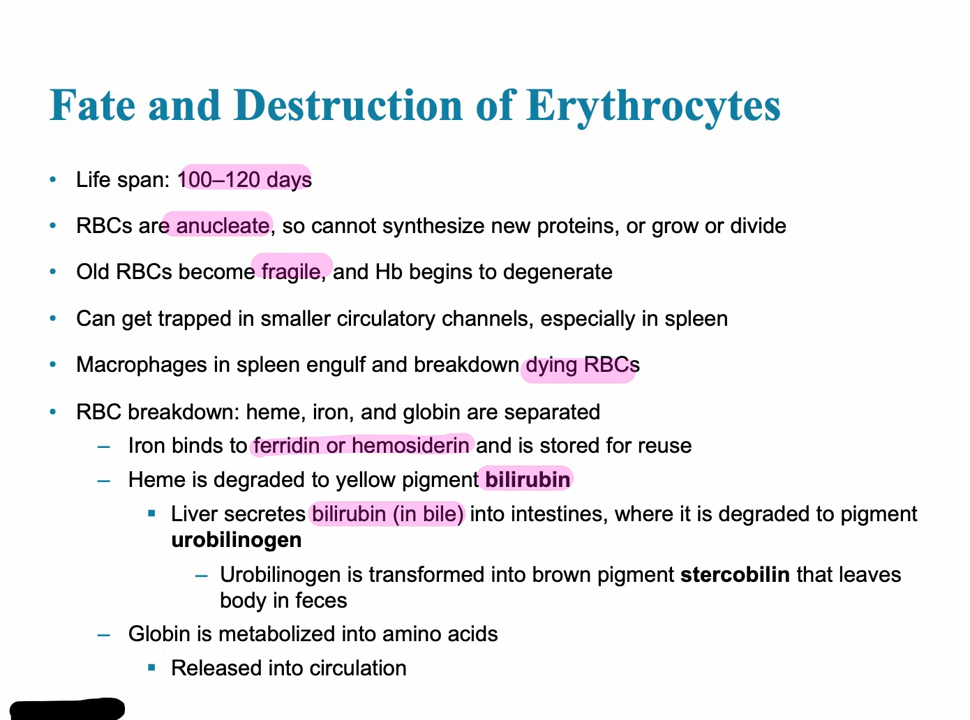 Fate and Destruction of Erythrocytes
• Life span: 100–120 days
• RBCs are anucleate, so cannot synthesize new proteins, or grow or divide
• Old RBCs become fragile, and Hb begins to degenerate
• Can get trapped in smaller circulatory channels, especially in spleen
• Macrophages in spleen engulf and breakdown dying RBCs
• RBC breakdown: heme, iron, and globin are separated
– Iron binds to ferridin or hemosiderin and is stored for reuse
– Heme is degraded to yellow pigment bilirubin
▪ Liver secretes bilirubin (in bile) into intestines, where it is degraded to pigment
urobilinogen
– Urobilinogen is transformed into brown pigment stercobilin that leaves
body in feces
– Globin is metabolized into amino acids
▪ Released into circulation